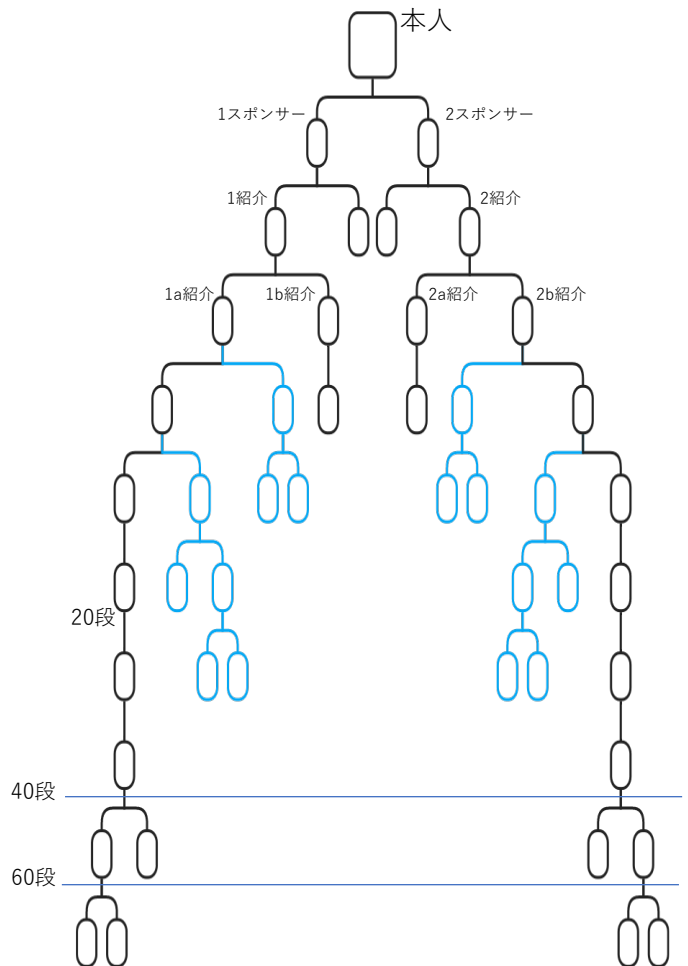 本人
1スポンサー
2スポンサー
1紹介
2紹介
1a紹介
1b紹介
2a紹介
2b紹介
20段
40段
60段